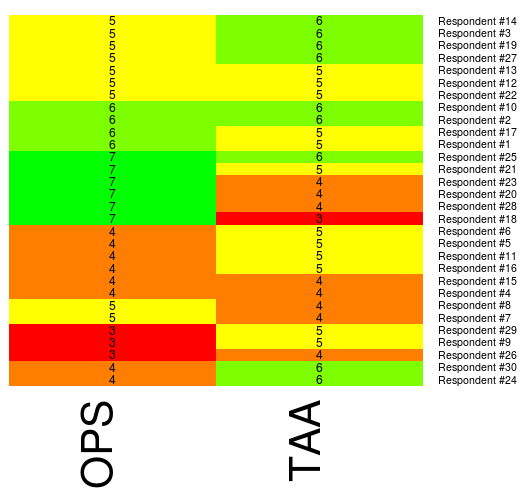 5 6 Respondent #14
5 6 Respondent #3
5 6 Respondent #19
5 6 Respondent #27
5 5 Respondent #13
5 5 Respondent #12
5 5 Respondent #22
6 6 Respondent #10
6 6 Respondent #2
6 5 Respondent #17
6 5 Respondent #1
7 6 Respondent #25
7 5 Respondent #21
7 4 Respondent #23
7 4 Respondent #20
7 4 Respondent #28
7 3 Respondent #18
4 5 Respondent #6
4 5 Respondent #5
4 5 Respondent #11
4 5 Respondent #16
4 4 Respondent #15
4 4 Respondent #4
5 4 Respondent #8
5 4 Respondent #7
3 5 Respondent #29
3 5 Respondent #9
3 4 Respondent #26
4 6 Respondent #30
4 6 Respondent #24
OPS TAA